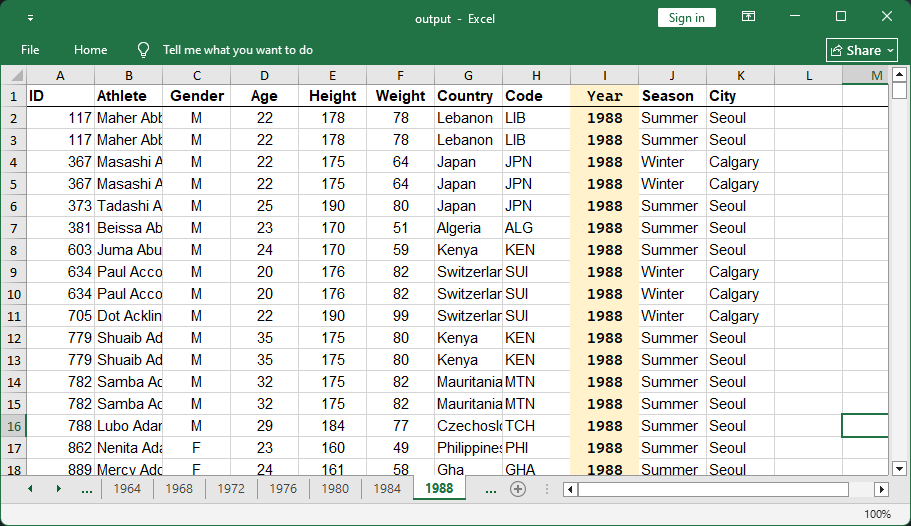 output - Excel
Sign in
File Home Tell me what you want to do Share
A B C D E F G H I J K L M
1 ID Athlete Gender Age Height Weight Country Code Year Season City
2 117 Maher Abb M 22 178 78 Lebanon LIB 1988 Summer Seoul
3 117 Maher Abb M 22 178 78 Lebanon LIB 1988 Summer Seoul
4 367 Masashi A M 22 175 64 Japan JPN 1988 Winter Calgary
5 367 Masashi A M 22 175 64 Japan JPN 1988 Winter Calgary
6 373 Tadashi A M 25 190 80 Japan JPN 1988 Summer Seoul
7 381 Beissa Ab M 23 170 51 Algeria ALG 1988 Summer Seoul
8 603 Juma Abu M 24 170 59 Kenya KEN 1988 Summer Seoul
9 634 Paul Acco M 20 176 82 Switzerlan SUI 1988 Winter Calgary
10 634 Paul Acco M 20 176 82 Switzerlan SUI 1988 Winter Calgary
11 705 Dot Acklin M 22 190 99 Switzerlan SUI 1988 Winter Calgary
12 779 Shuaib Ad M 35 175 80 Kenya KEN 1988 Summer Seoul
13 779 Shuaib Ad M 35 175 80 Kenya KEN 1988 Summer Seoul
14 782 Samba Ad M 32 175 82 Mauritania MTN 1988 Summer Seoul
15 782 Samba Ad M 32 175 82 Mauritania MTN 1988 Summer Seoul
16 788 Lubo Adam M 29 184 77 Czechoslo TCH 1988 Summer Seoul
17 862 Nenita Ada F 23 160 49 Philippines PHI 1988 Summer Seoul
18 889 Mercy Add F 24 161 58 Gha GHA 1988 Summer Seoul
... 1964 1968 1972 1976 1980 1984 1988 ...
100%